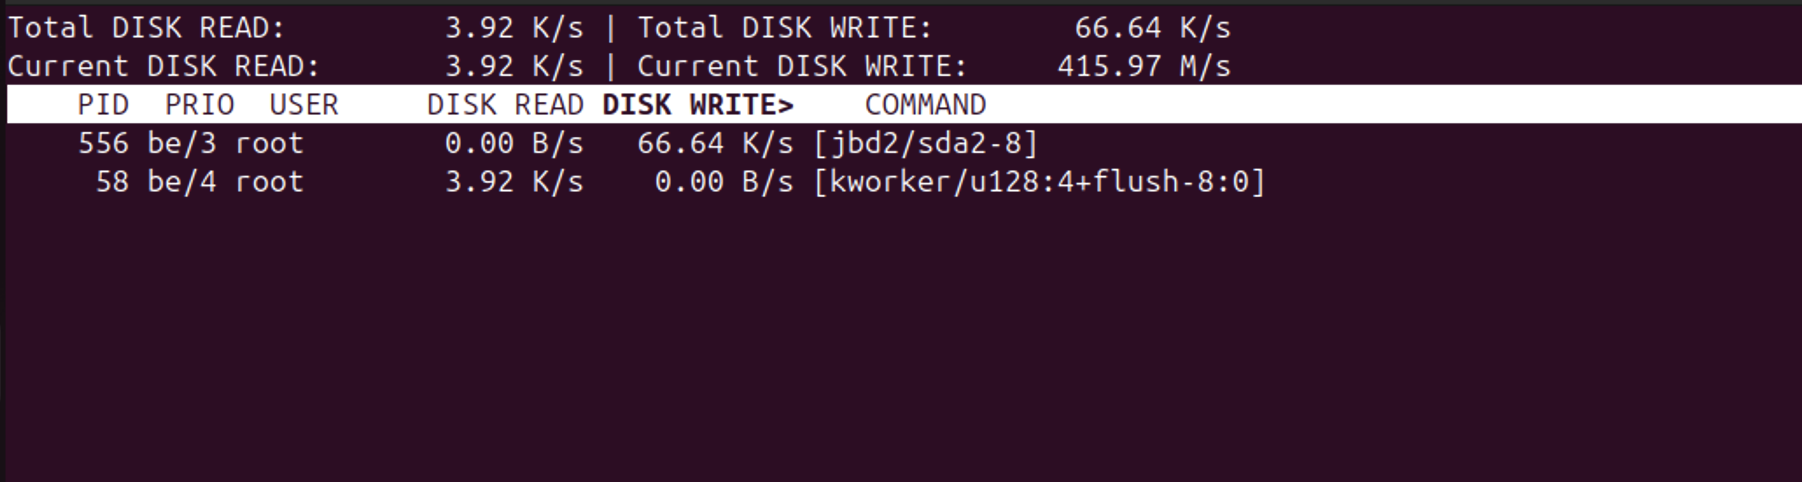 Total DISK READ:         3.92 K/s | Total DISK WRITE:        66.64 K/s
Current DISK READ:       3.92 K/s | Current DISK WRITE:     415.97 M/s
    PID  PRIO  USER     DISK READ DISK WRITE>    COMMAND
    556 be/3 root        0.00 B/s   66.64 K/s [jbd2/sda2-8]
     58 be/4 root        3.92 K/s    0.00 B/s [kworker/u128:4+flush-8:0]